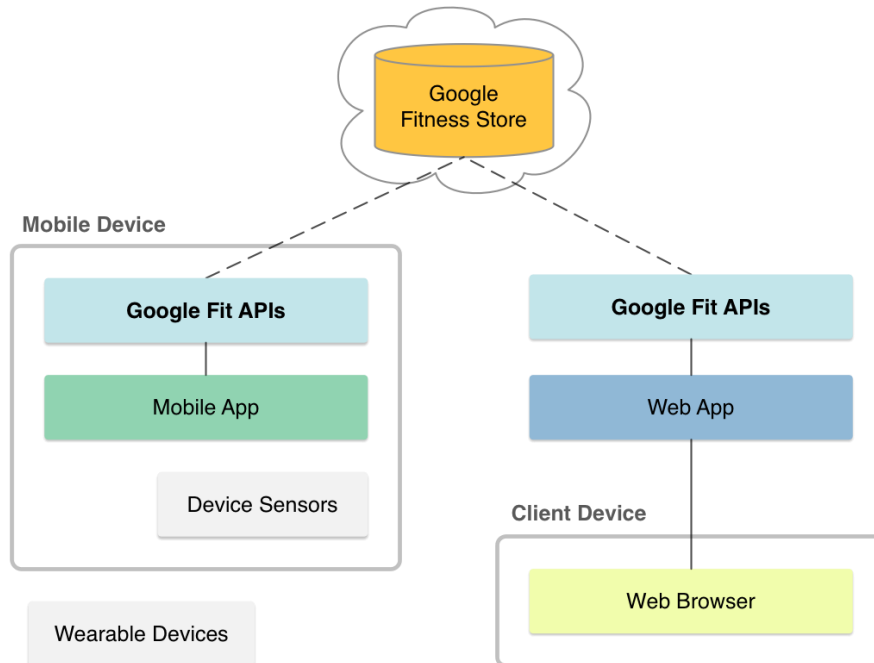 Google
Fitness Store
Mobile Device
Google Fit APIs
Google Fit APIs
Mobile App
Web App
Device Sensors
Client Device
Web Browser
Wearable Devices